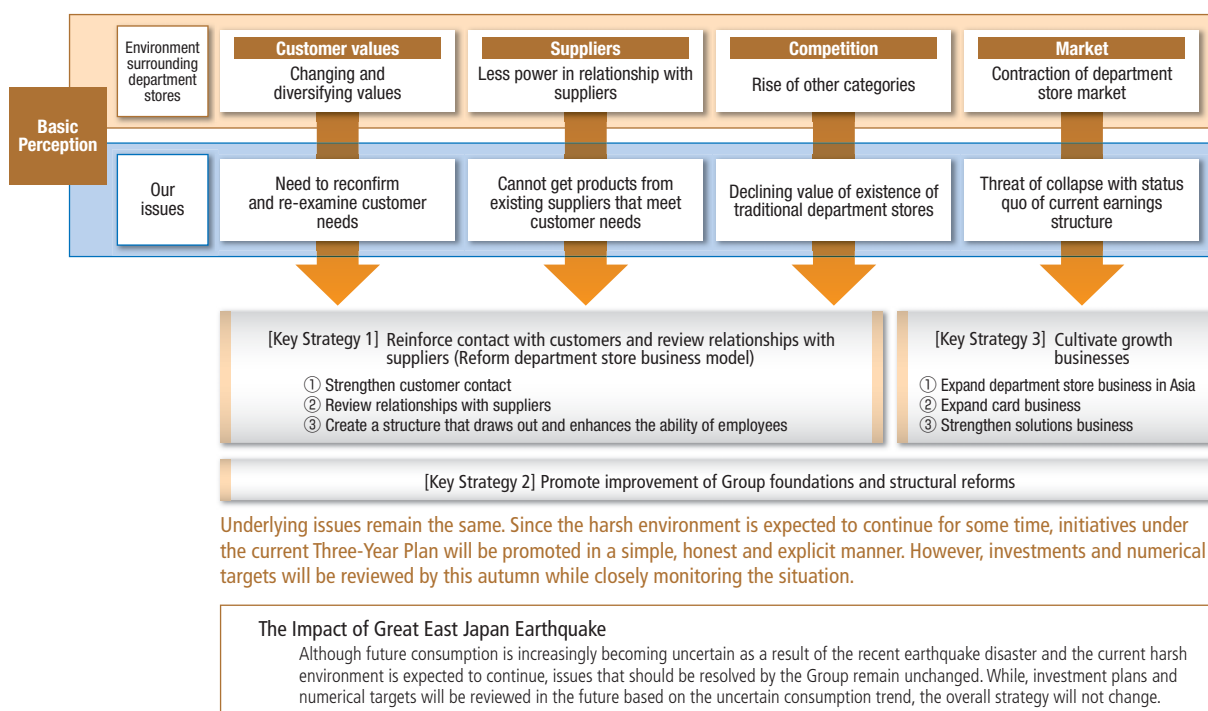 Basic
Perception
Environment
surrounding
department
stores
Customer values
Changing and
diversifying values
Suppliers
Less power in relationship with
suppliers
Competition
Rise of other categories
Market
Contraction of department
store market
Our
issues
Need to reconfirm
and re-examine customer
needs
Cannot get products from
existing suppliers that meet
customer needs
Declining value of existence of
traditional department stores
Threat of collapse with status
quo of current earnings
structure
[Key Strategy 1] Reinforce contact with customers and review relationships with
suppliers (Reform department store business model)
① Strengthen customer contact
② Review relationships with suppliers
③ Create a structure that draws out and enhances the ability of employees
[Key Strategy 3] Cultivate growth
businesses
① Expand department store business in Asia
② Expand card business
③ Strengthen solutions business
[Key Strategy 2] Promote improvement of Group foundations and structural reforms
Underlying issues remain the same. Since the harsh environment is expected to continue for some time, initiatives under
the current Three-Year Plan will be promoted in a simple, honest and explicit manner. However, investments and numerical
targets will be reviewed by this autumn while closely monitoring the situation.
The Impact of Great East Japan Earthquake
Although future consumption is increasingly becoming uncertain as a result of the recent earthquake disaster and the current harsh
environment is expected to continue, issues that should be resolved by the Group remain unchanged. While, investment plans and
numerical targets will be reviewed in the future based on the uncertain consumption trend, the overall strategy will not change.